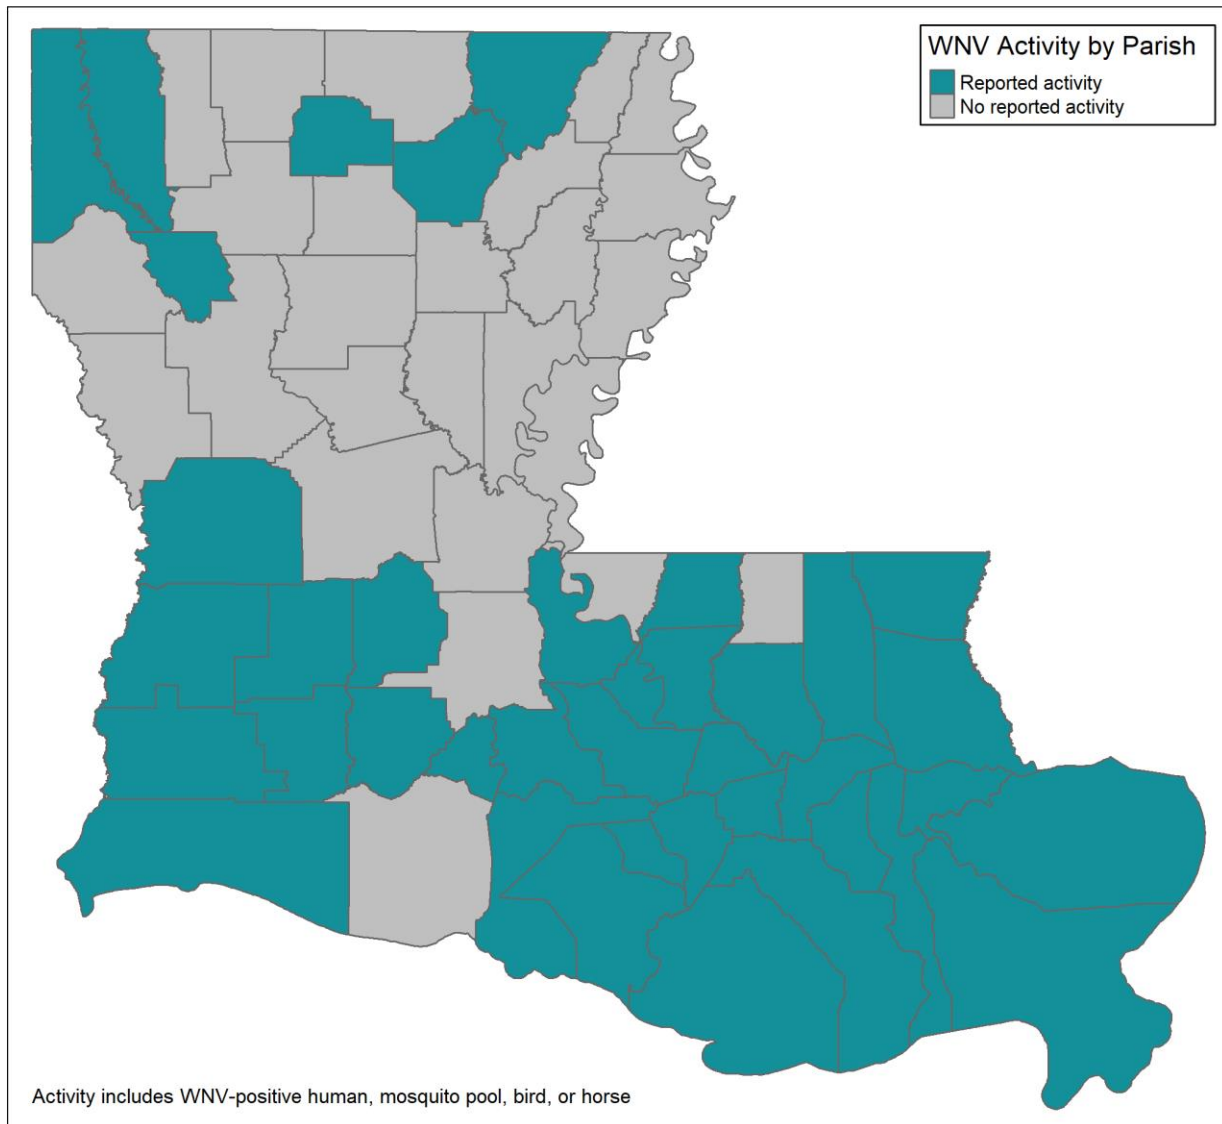 WNV Activity by Parish
Reported activity
No reported activity
Activity includes WNV-positive human, mosquito pool, bird, or horse